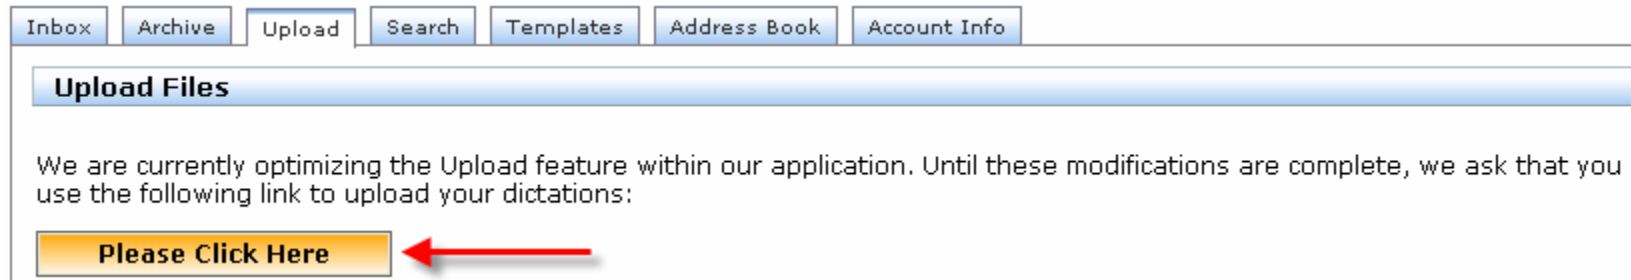 Inbox Archive Upload Search Templates Address Book Account Info
Upload Files
We are currently optimizing the Upload feature within our application. Until these modifications are complete, we ask that you
use the following link to upload your dictations:
Please Click Here